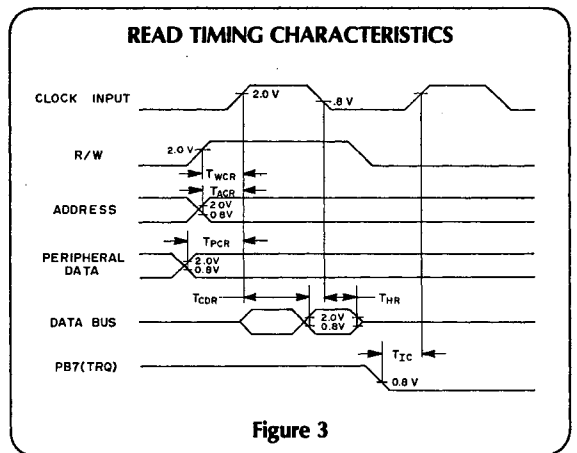 READ TIMING CHARACTERISTICS
CLOCK INPUT
2.0 V
.8 V
R/W
2.0 V
TWCR
TACR
ADDRESS
2.0V
0.8V
TPCR
PERIPHERAL
DATA
2.0V
0.8V
TCDR
THR
DATA BUS
2.0V
0.8V
TIC
PB7(TRQ)
0.8 V
Figure 3